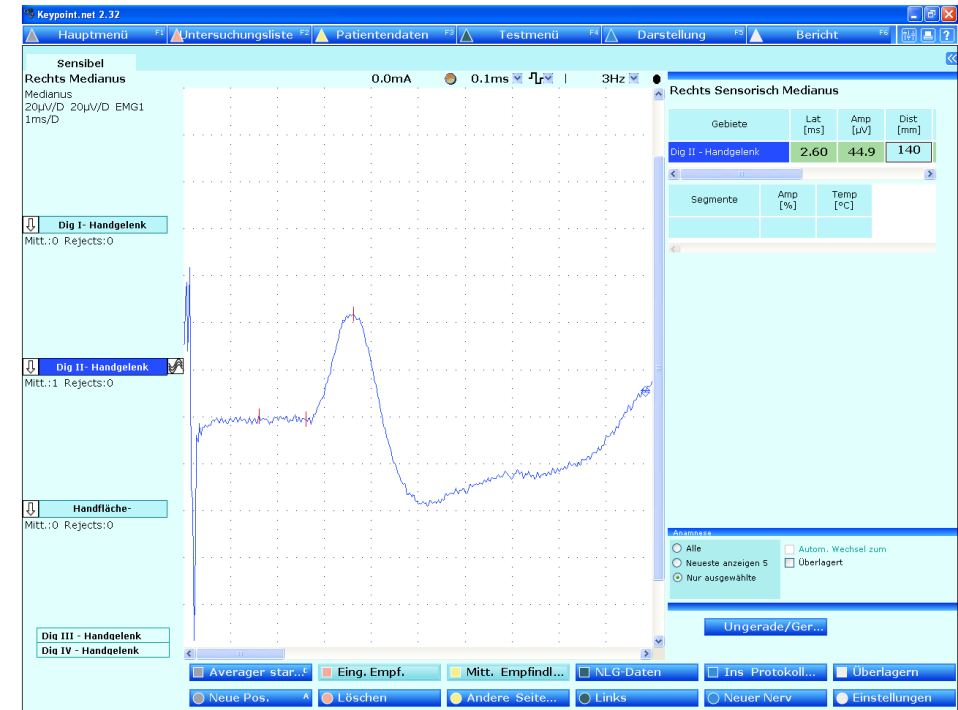 Keypoint.net 2.32
Hauptmenü F1 Untersuchungsliste F2 Patientendaten F3 Testmenü F4 Darstellung F5 Bericht F6
Sensibel
Rechts Medianus 0.0mA 0.1ms 3Hz
Medianus
20µV/D 20µV/D EMG1
1ms/D
Dig I- Handgelenk
Mitt.:0 Rejects:0
Dig II- Handgelenk
Mitt.:1 Rejects:0
Handfläche-
Mitt.:0 Rejects:0
Dig III - Handgelenk
Dig IV - Handgelenk
Rechts Sensorisch Medianus
Gebiete Lat [ms] Amp [µV] Dist [mm]
Dig II - Handgelenk 2.60 44.9 140
Segmente Amp [%] Temp [°C]
Anamnese
Alle
Neueste anzeigen 5
Nur ausgewählte
Autom. Wechsel zum
Überlagert
Ungerade/Ger...
Averager star... Eing. Empf. Mitt. Empfindl... NLG-Daten Ins Protokoll... Überlagern
Neue Pos. A Löschen Andere Seite... Links Neuer Nerv Einstellungen